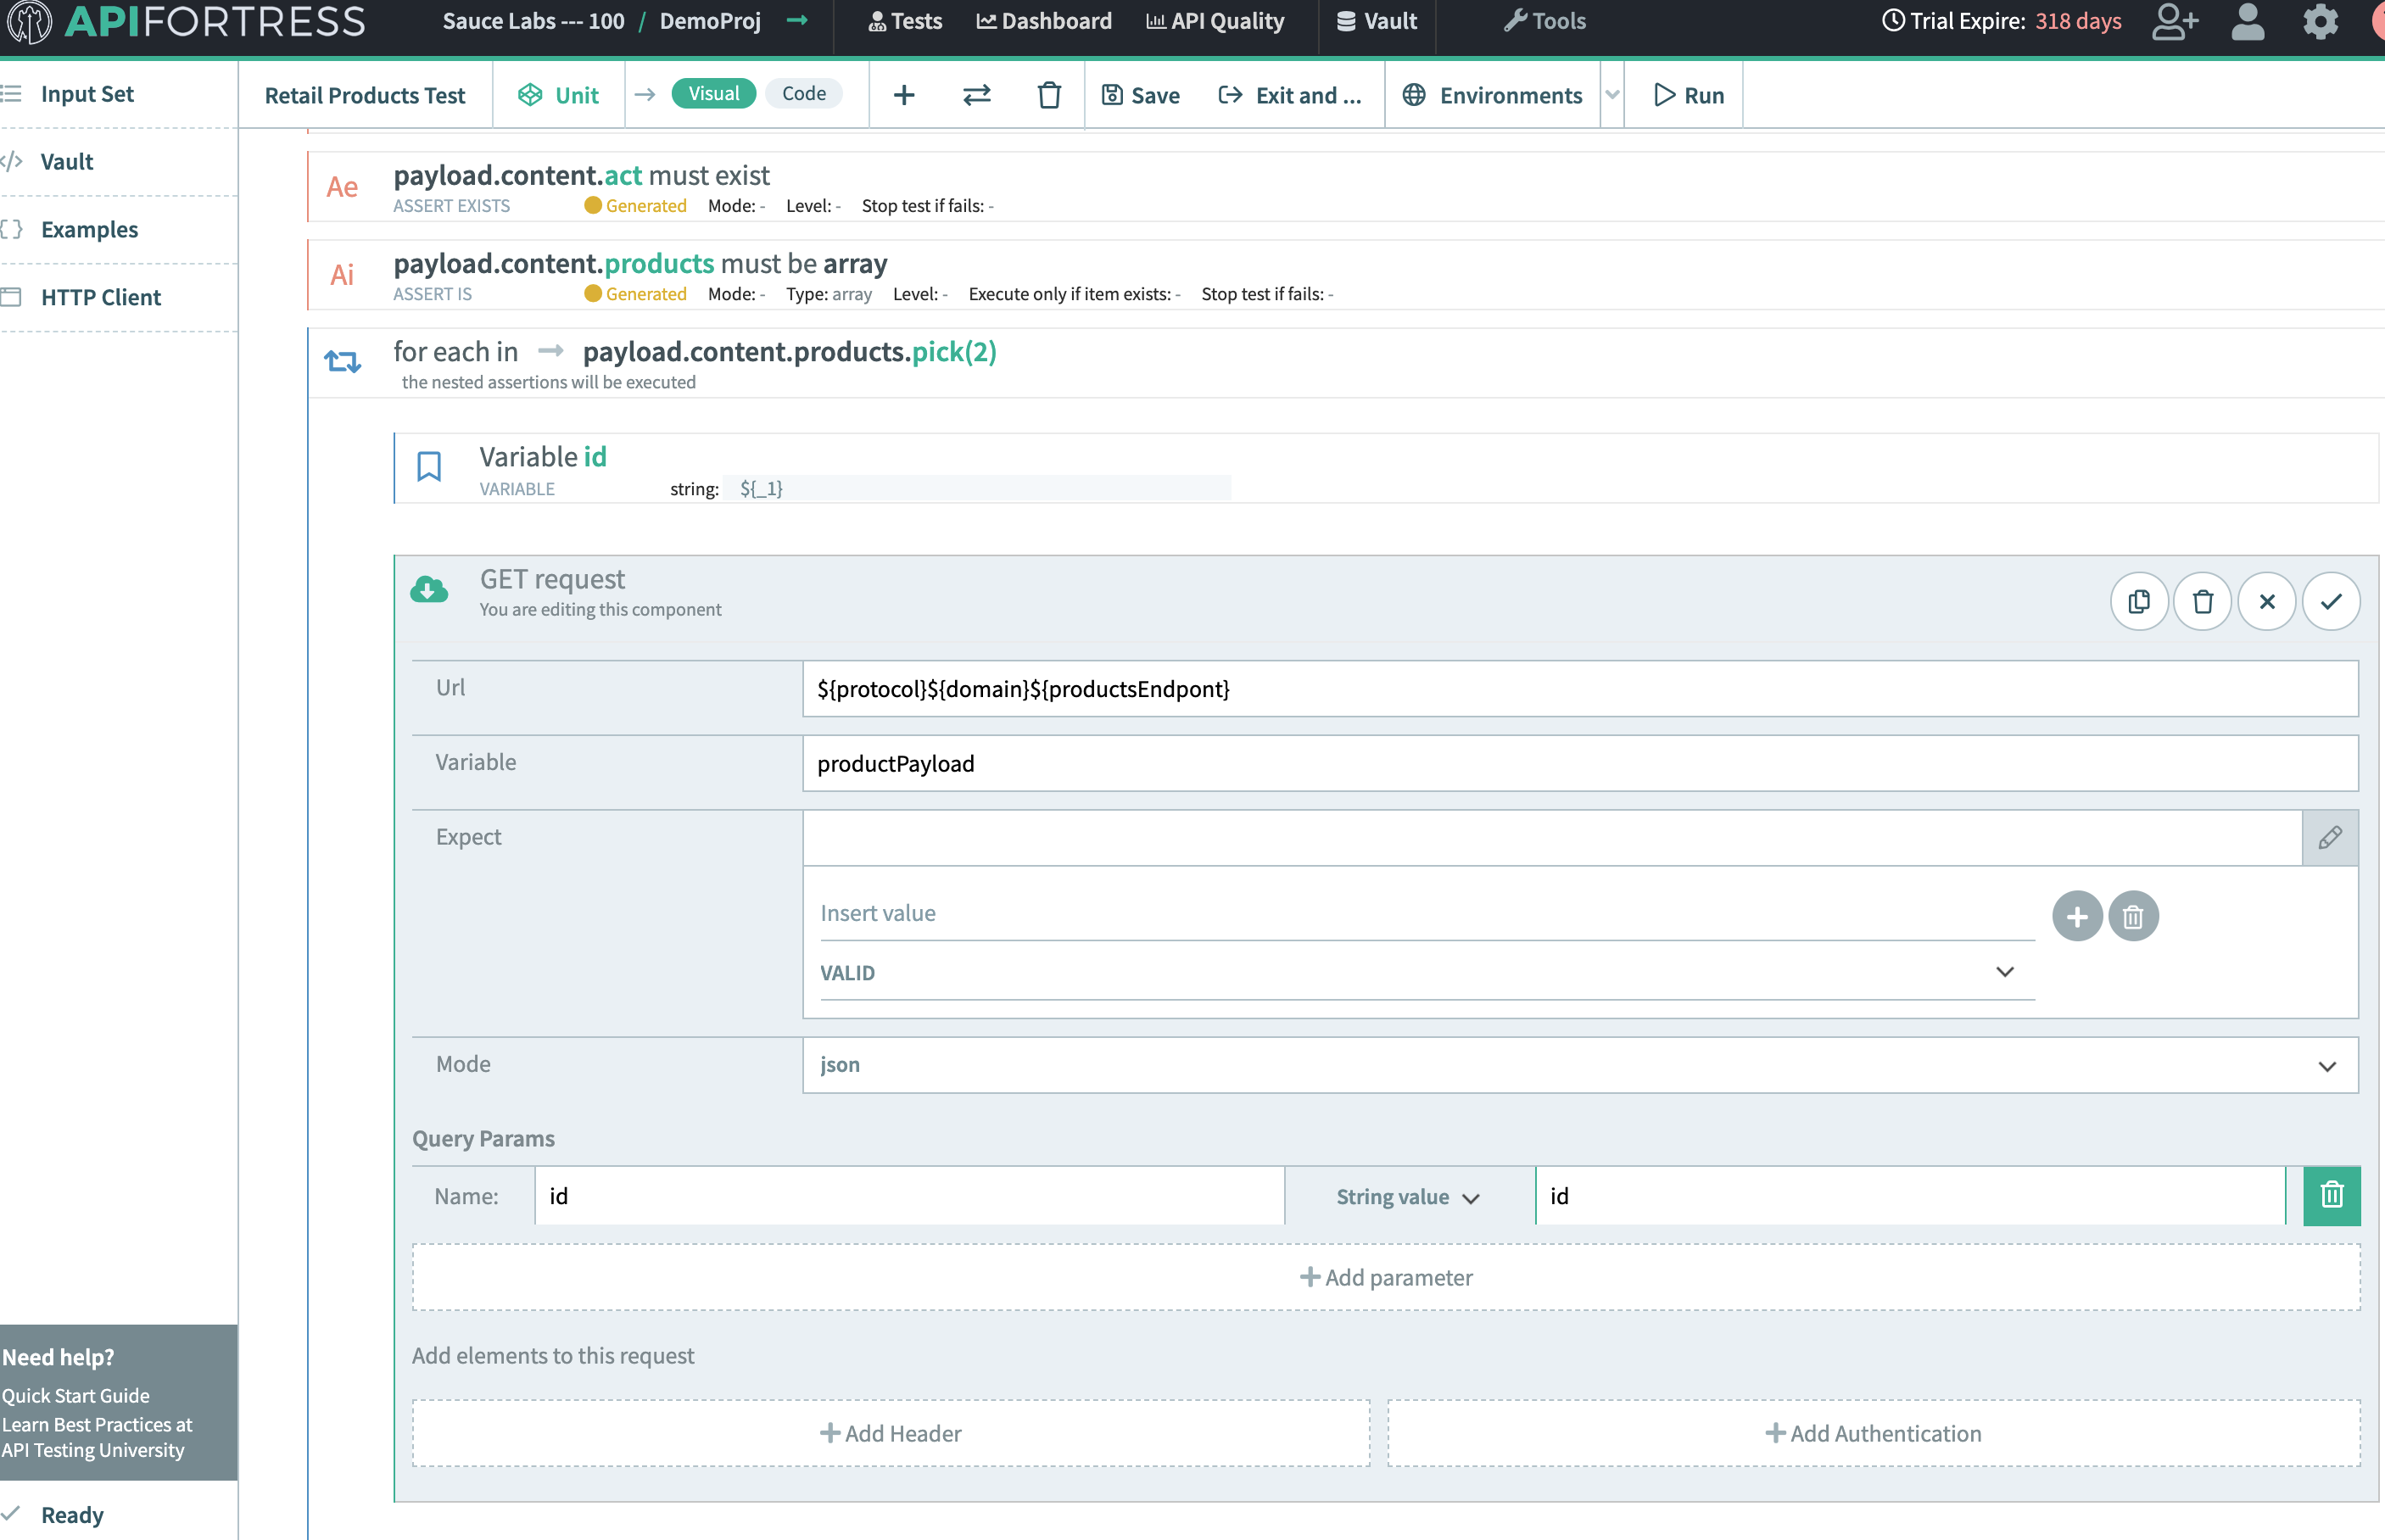 APIFORTRESS
Sauce Labs --- 100 / DemoProj
Tests
Dashboard
API Quality
Vault
Tools
Trial Expire: 318 days
Input Set
Vault
Examples
HTTP Client
Retail Products Test
Unit
Visual
Code
Save
Exit and ...
Environments
Run
Ae
payload.content.act must exist
ASSERT EXISTS Generated Mode: - Level: - Stop test if fails: -
Ai
payload.content.products must be array
ASSERT IS Generated Mode: - Type: array Level: - Execute only if item exists: - Stop test if fails: -
for each in payload.content.products.pick(2)
the nested assertions will be executed
Variable id
VARIABLE string: ${_1}
GET request
You are editing this component
Url ${protocol}${domain}${productsEndpont}
Variable productPayload
Expect
Insert value
VALID
Mode json
Query Params
Name: id String value id
Add parameter
Add elements to this request
Add Header
Add Authentication
Need help?
Quick Start Guide
Learn Best Practices at
API Testing University
Ready